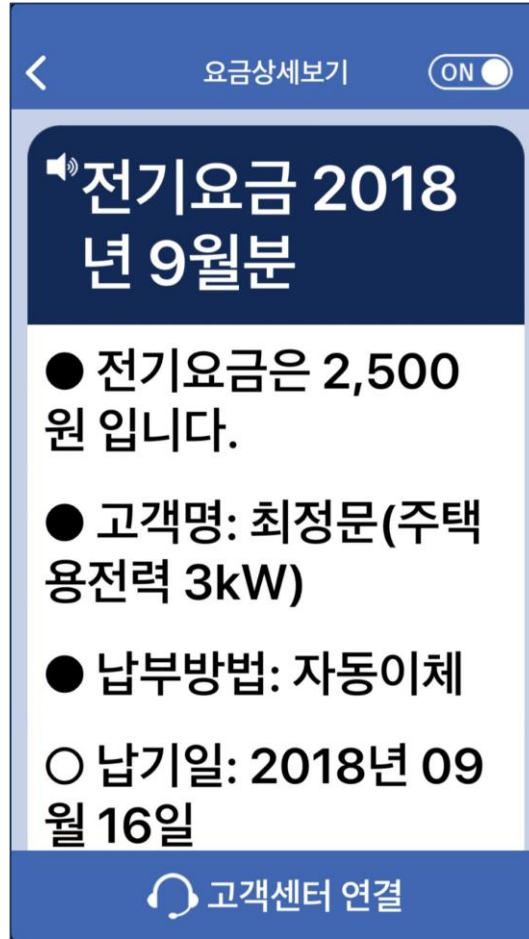 요금상세보기
ON
전기요금 2018
년 9월분
● 전기요금은 2,500
원 입니다.
● 고객명: 최정문(주택
용전력 3kW)
● 납부방법: 자동이체
○ 납기일: 2018년 09
월 16일
고객센터 연결